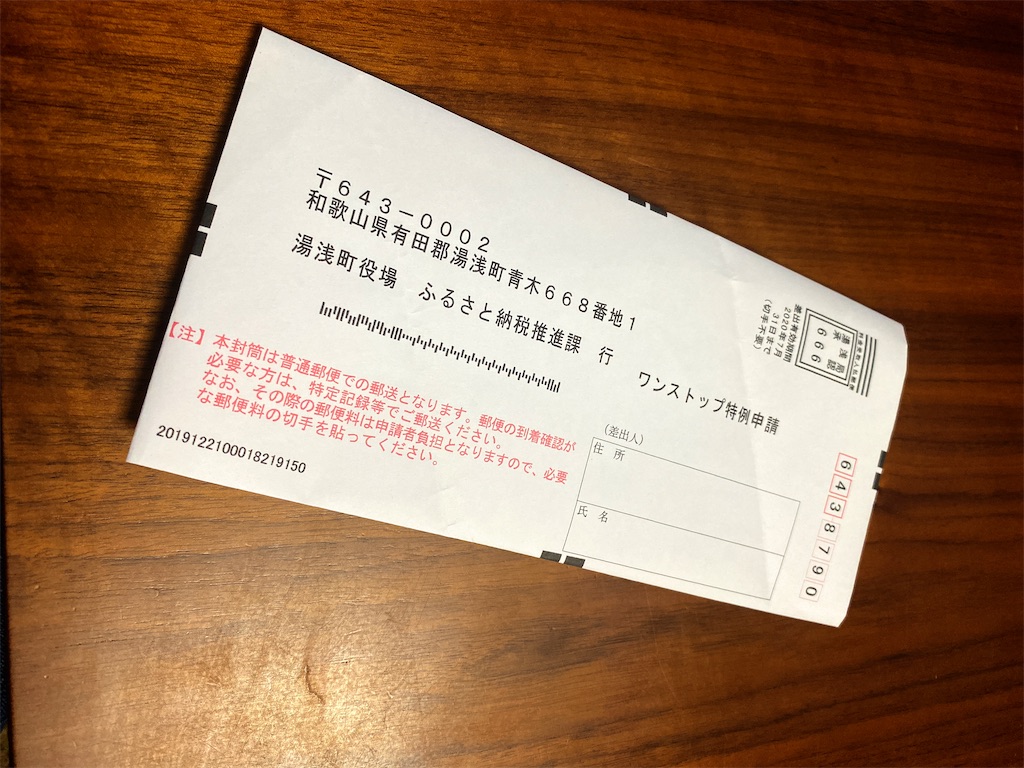 〒643-0002
和歌山県有田郡湯浅町青木668番地1
湯浅町役場 ふるさと納税推進課 行
ワンストップ特例申請
【注】本封筒は普通郵便での郵送となります。郵便の到着確認が
必要な方は、特定記録等でご郵送ください。
なお、その際の郵便料は申請者負担となりますので、必要
な郵便料の切手を貼ってください。
2019122100018219150
(差出人)
住 所
氏 名
6438790
料金受取人払郵便
湯浅局
承認
666
差出有効期間
2020年7月
31日まで
(切手不要)